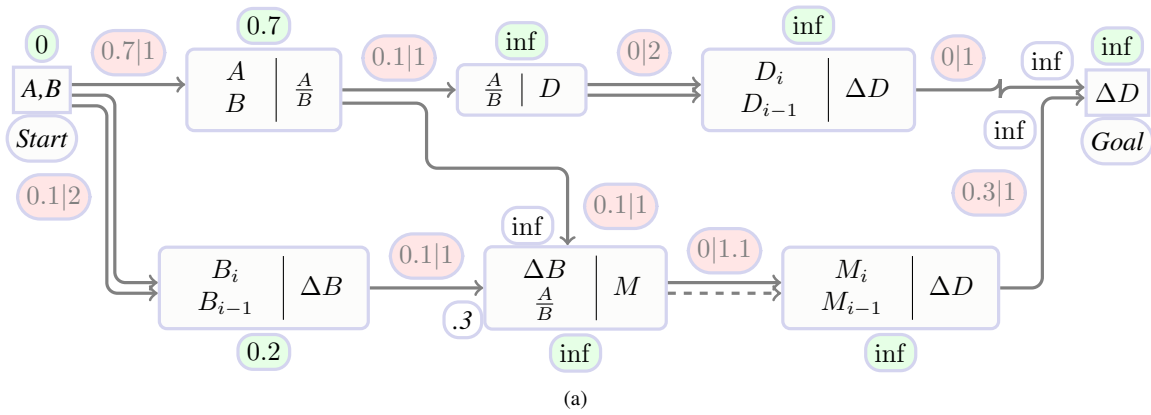 0
0.7|1
0.7
0.1|1
inf
0|2
inf
0|1
inf
inf
A,B
Start
A
B
A/B
A/B | D
D_i
D_{i−1}
ΔD
inf
ΔD
Goal
0.1|2
0.1|1
0.3|1
inf
0.1|1
0|1.1
B_i
B_{i−1}
ΔB
ΔB
A/B
M
M_i
M_{i−1}
ΔD
.3
0.2
inf
inf
(a)